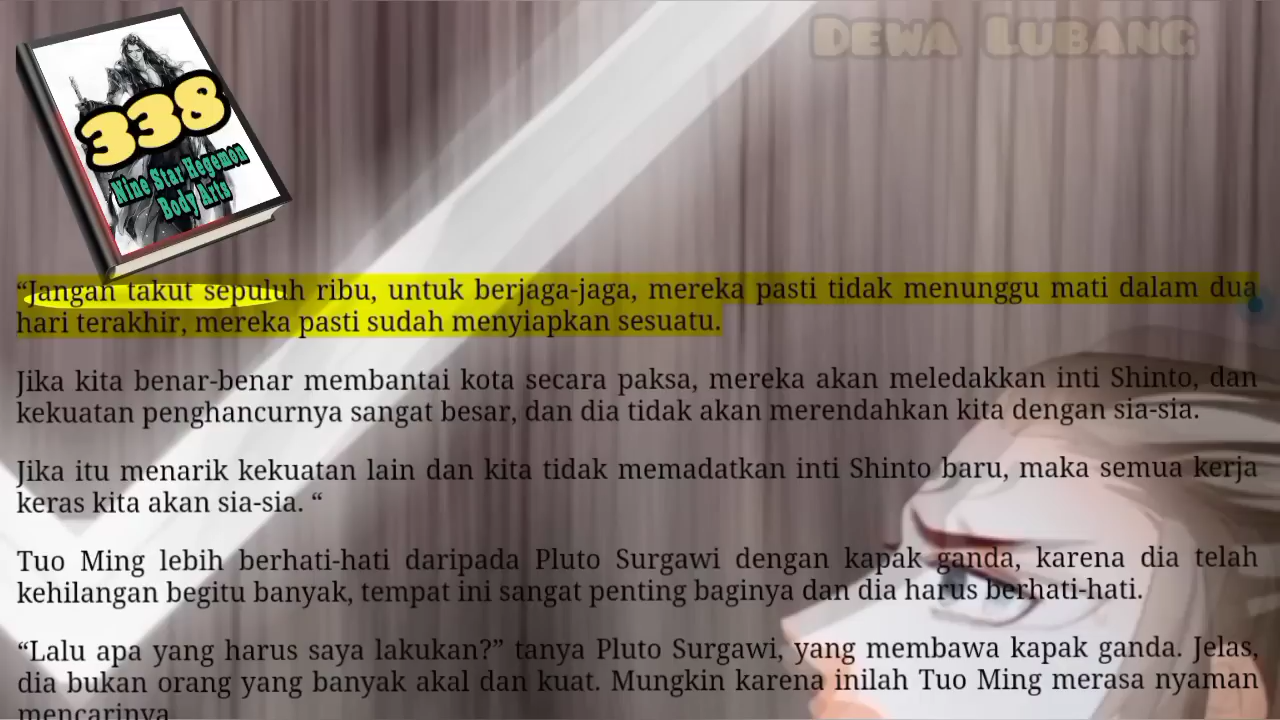 DEWA LUBANG
338
Nine Star Hegemon
Body Arts
“Jangan takut sepuluh ribu, untuk berjaga-jaga, mereka pasti tidak menunggu mati dalam dua
hari terakhir, mereka pasti sudah menyiapkan sesuatu.
Jika kita benar-benar membantai kota secara paksa, mereka akan meledakkan inti Shinto, dan
kekuatan penghancurnya sangat besar, dan dia tidak akan merendahkan kita dengan sia-sia.
Jika itu menarik kekuatan lain dan kita tidak memadatkan inti Shinto baru, maka semua kerja
keras kita akan sia-sia. “
Tuo Ming lebih berhati-hati daripada Pluto Surgawi dengan kapak ganda, karena dia telah
kehilangan begitu banyak, tempat ini sangat penting baginya dan dia harus berhati-hati.
“Lalu apa yang harus saya lakukan?” tanya Pluto Surgawi, yang membawa kapak ganda. Jelas,
dia bukan orang yang banyak akal dan kuat. Mungkin karena inilah Tuo Ming merasa nyaman
mencarinya